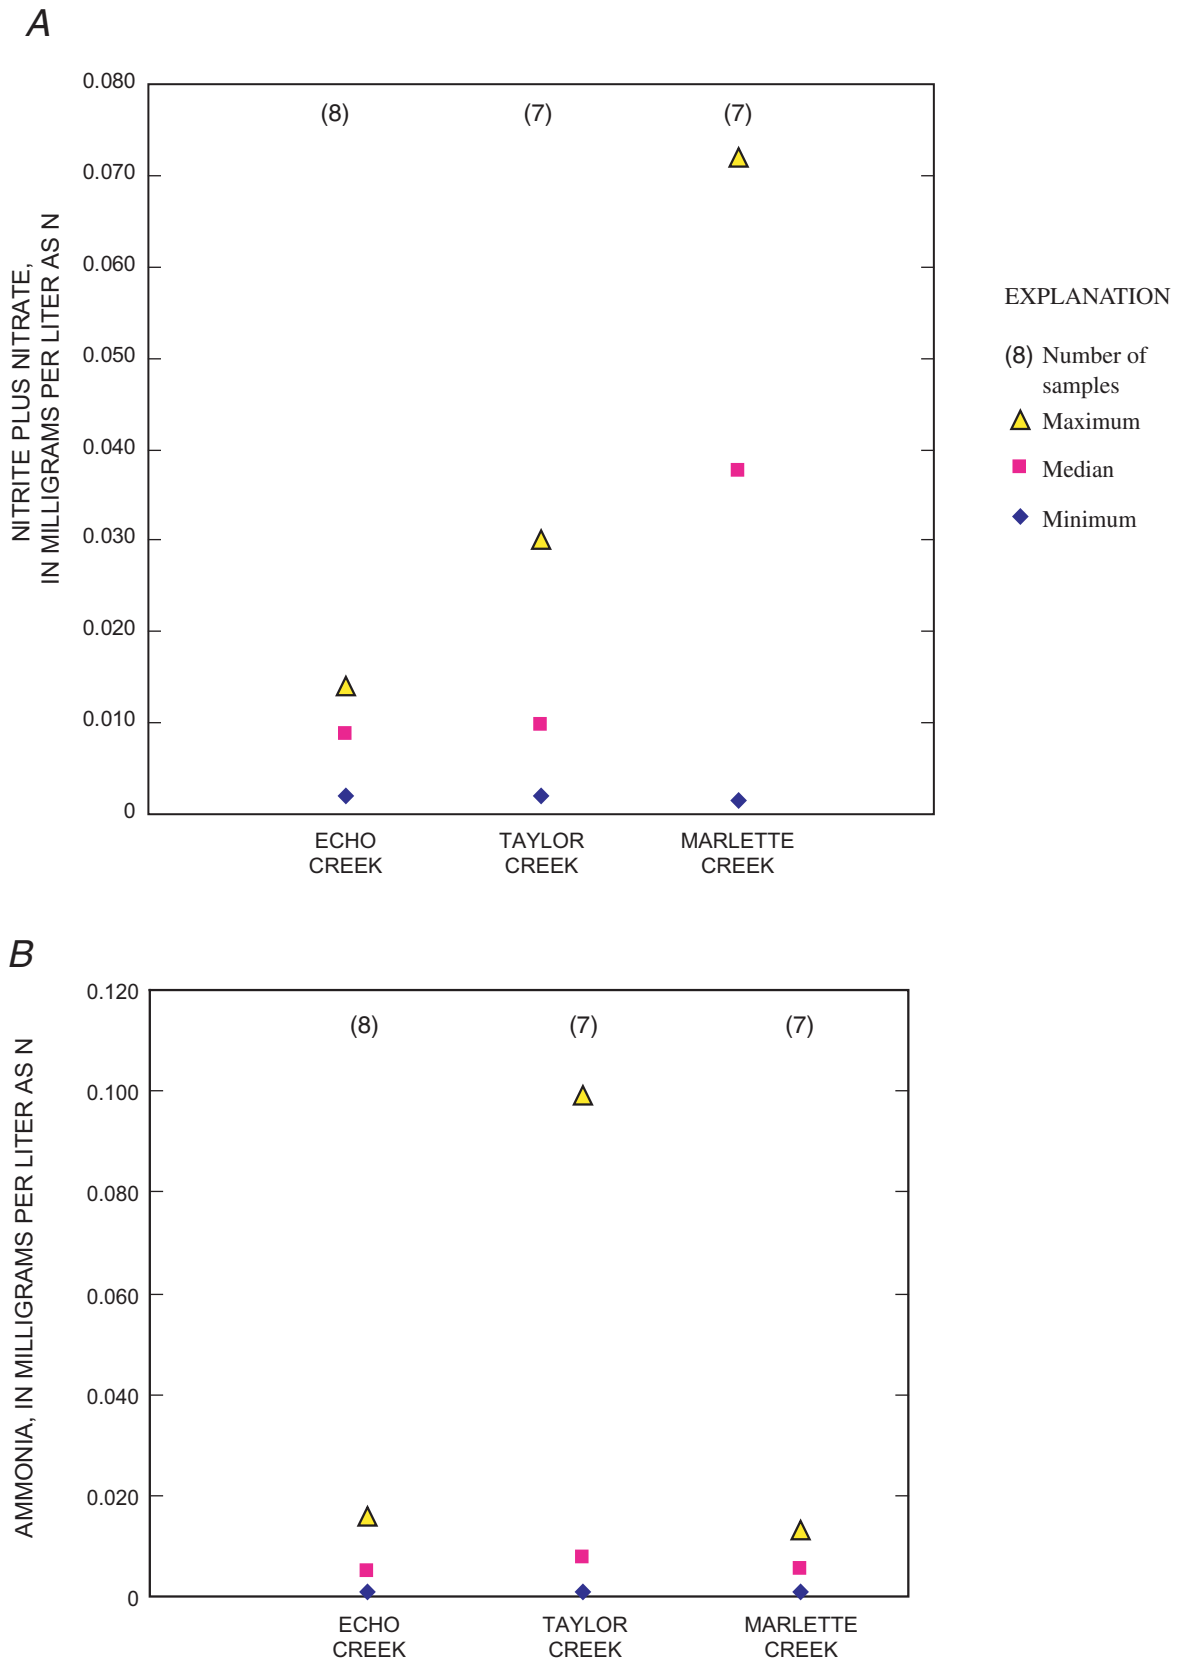 A
0.080
(8) (7) (7)
0.070
0.060
0.050
0.040
0.030
0.020
0.010
0
NITRITE PLUS NITRATE,
IN MILLIGRAMS PER LITER AS N
ECHO
CREEK
TAYLOR
CREEK
MARLETTE
CREEK
EXPLANATION
(8) Number of
samples
Maximum
Median
Minimum
B
0.120
(8) (7) (7)
0.100
0.080
0.060
0.040
0.020
0
AMMONIA, IN MILLIGRAMS PER LITER AS N
ECHO
CREEK
TAYLOR
CREEK
MARLETTE
CREEK